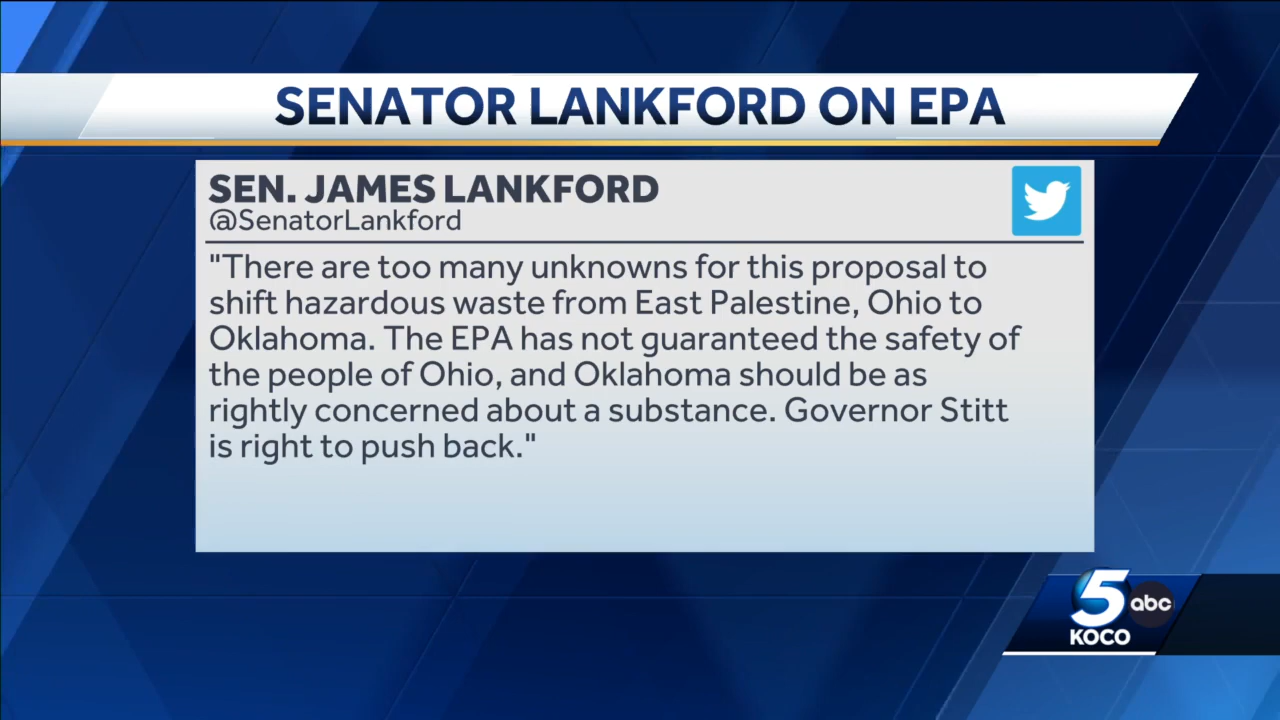 SENATOR LANKFORD ON EPA
SEN. JAMES LANKFORD
@SenatorLankford
"There are too many unknowns for this proposal to
shift hazardous waste from East Palestine, Ohio to
Oklahoma. The EPA has not guaranteed the safety of
the people of Ohio, and Oklahoma should be as
rightly concerned about a substance. Governor Stitt
is right to push back."
5 abc
KOCO